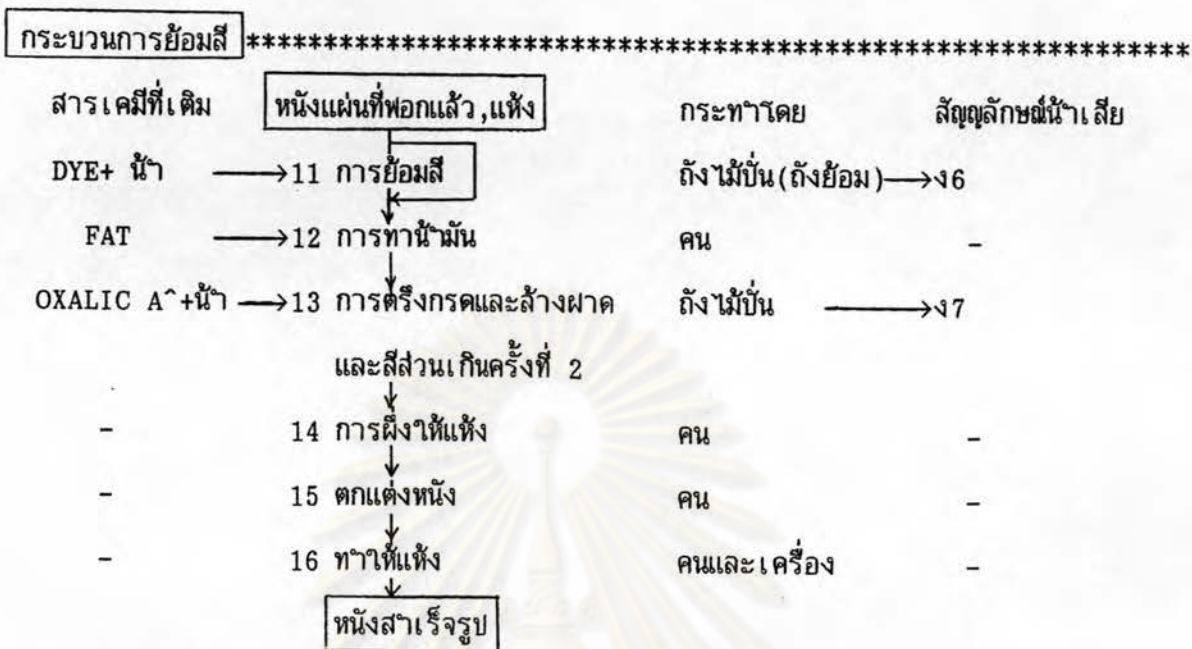 กระบวนการย้อมสี **************************************************************
สารเคมีที่เติม หนังแผ่นที่ฟอกแล้ว,แห้ง กระทำโดย สัญญลักษณ์น้ำเสีย
DYE+ น้ำ ⟶11 การย้อมสี ถังไม้ปั่น(ถังย้อม)⟶ง6
FAT ⟶12 การทาน้ำมัน คน -
OXALIC A^+น้ำ ⟶13 การตรึงกรดและล้างฝาด ถังไม้ปั่น ⟶ง7
และสีส่วนเกินครั้งที่ 2
- 14 การผึ่งให้แห้ง คน -
- 15 ตกแต่งหนัง คน -
- 16 ทำให้แห้ง คนและเครื่อง -
หนังสำเร็จรูป